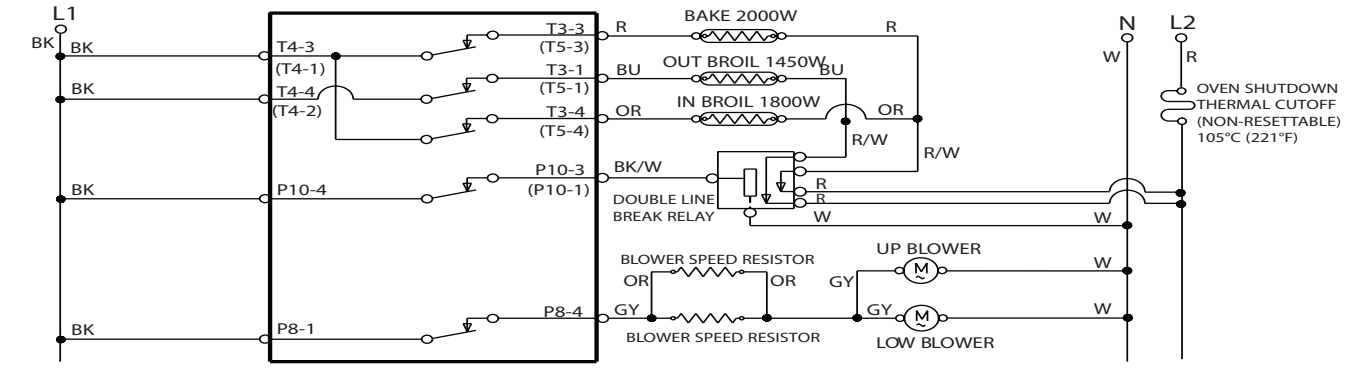 L1
BK
BK
T4-3
(T4-1)
BK
T4-4
(T4-2)
T3-3
(T5-3)
R
BAKE 2000W
R
T3-1
(T5-1)
BU
OUT BROIL 1450W
BU
T3-4
(T5-4)
OR
IN BROIL 1800W
OR
R/W
R/W
N
W
L2
R
OVEN SHUTDOWN
THERMAL CUTOFF
(NON-RESETTABLE)
105°C (221°F)
BK
P10-4
P10-3
(P10-1)
BK/W
DOUBLE LINE
BREAK RELAY
R
R
W
W
BLOWER SPEED RESISTOR
OR
OR
UP BLOWER
GY
M
~
W
BK
P8-1
P8-4
GY
BLOWER SPEED RESISTOR
GY
M
~
W
LOW BLOWER